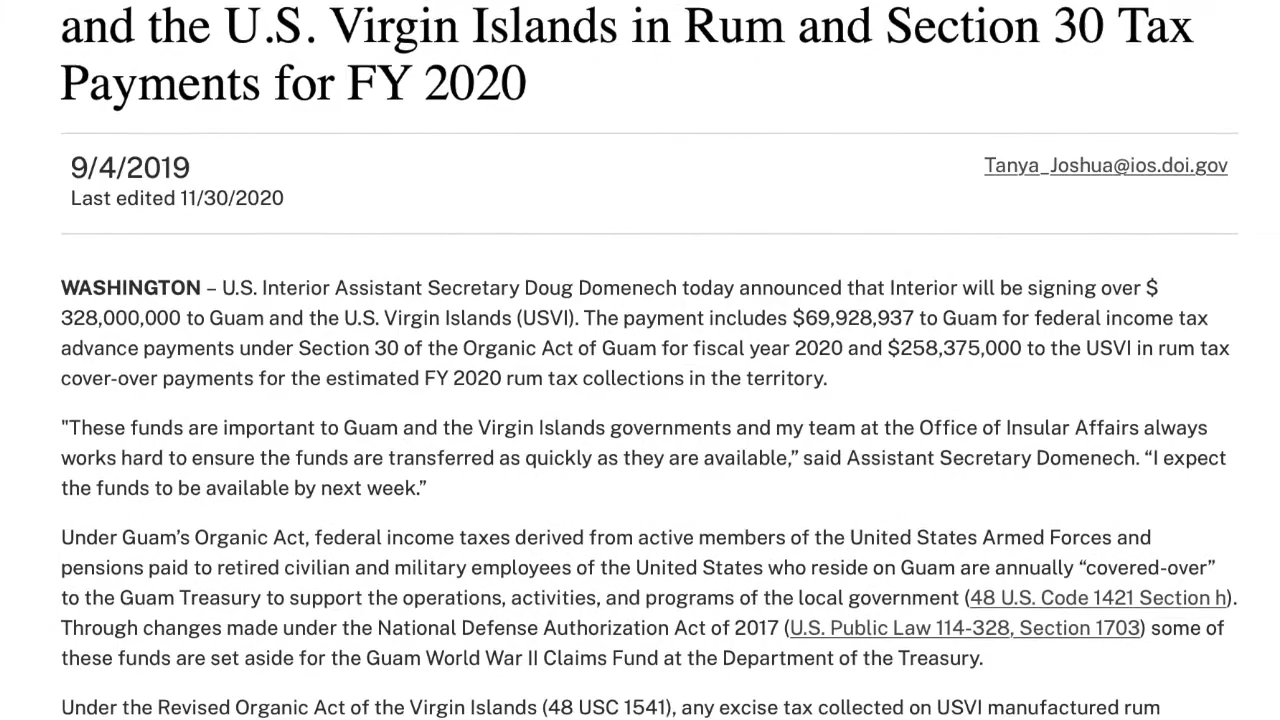 and the U.S. Virgin Islands in Rum and Section 30 Tax
Payments for FY 2020
9/4/2019
Tanya_Joshua@ios.doi.gov
Last edited 11/30/2020
WASHINGTON – U.S. Interior Assistant Secretary Doug Domenech today announced that Interior will be signing over $
328,000,000 to Guam and the U.S. Virgin Islands (USVI). The payment includes $69,928,937 to Guam for federal income tax
advance payments under Section 30 of the Organic Act of Guam for fiscal year 2020 and $258,375,000 to the USVI in rum tax
cover-over payments for the estimated FY 2020 rum tax collections in the territory.
"These funds are important to Guam and the Virgin Islands governments and my team at the Office of Insular Affairs always
works hard to ensure the funds are transferred as quickly as they are available,” said Assistant Secretary Domenech. “I expect
the funds to be available by next week.”
Under Guam’s Organic Act, federal income taxes derived from active members of the United States Armed Forces and
pensions paid to retired civilian and military employees of the United States who reside on Guam are annually “covered-over”
to the Guam Treasury to support the operations, activities, and programs of the local government (48 U.S. Code 1421 Section h).
Through changes made under the National Defense Authorization Act of 2017 (U.S. Public Law 114-328, Section 1703) some of
these funds are set aside for the Guam World War II Claims Fund at the Department of the Treasury.
Under the Revised Organic Act of the Virgin Islands (48 USC 1541), any excise tax collected on USVI manufactured rum